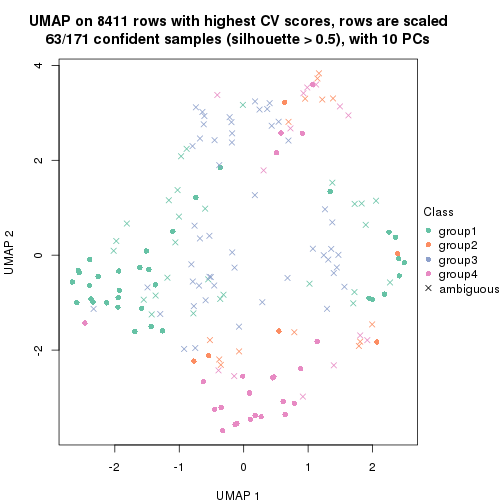 UMAP on 8411 rows with highest CV scores, rows are scaled
63/171 confident samples (silhouette > 0.5), with 10 PCs
4
2
0
-2
UMAP 2
-2
-1
0
1
2
UMAP 1
Class
group1
group2
group3
group4
ambiguous